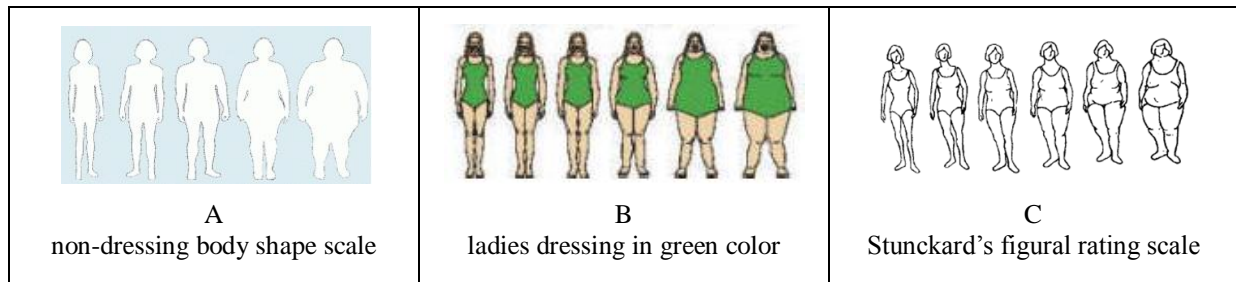 A
non-dressing body shape scale
B
ladies dressing in green color
C
Stunckard's figural rating scale